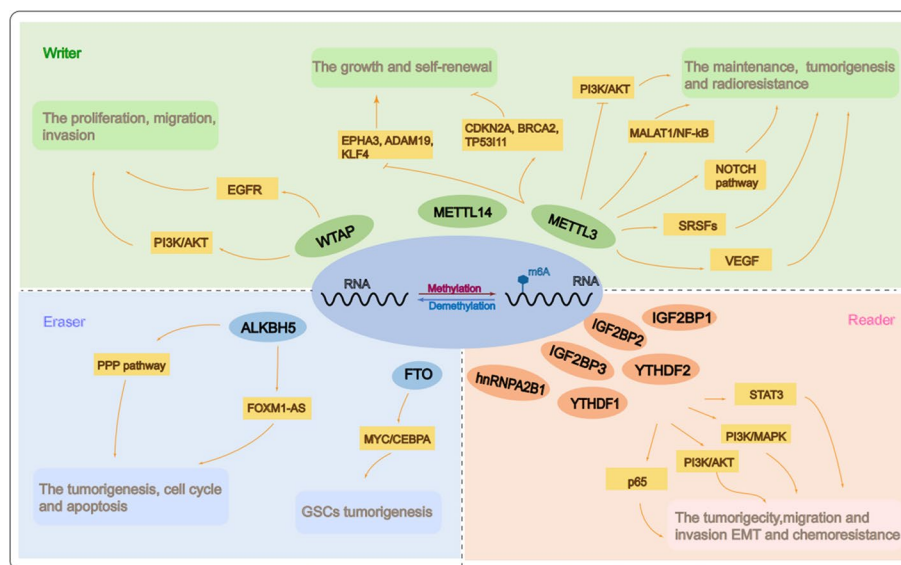 Writer
The growth and self-renewal
The maintenance, tumorigenesis
and radioresistance
PI3K/AKT
The proliferation, migration,
invasion
EPHA3, ADAM19,
KLF4
CDKN2A, BRCA2,
TP53I11
MALAT1/NF-kB
NOTCH
pathway
EGFR
METTL14
METTL3
SRSFs
WTAP
PI3K/AKT
VEGF
m6A
RNA
RNA
Methylation
Demethylation
Eraser
Reader
ALKBH5
PPP pathway
FOXM1-AS
FTO
MYC/CEBPA
The tumorigenesis, cell cycle
and apoptosis
GSCs tumorigenesis
IGF2BP1
IGF2BP2
IGF2BP3
YTHDF2
hnRNPA2B1
YTHDF1
STAT3
PI3K/MAPK
PI3K/AKT
p65
The tumorigecity,migration and
invasion EMT and chemoresistance